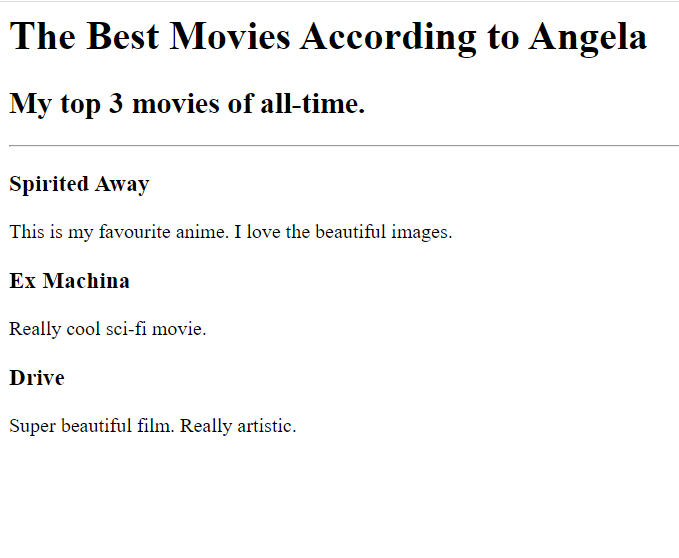 The Best Movies According to Angela
My top 3 movies of all-time.
Spirited Away
This is my favourite anime. I love the beautiful images.
Ex Machina
Really cool sci-fi movie.
Drive
Super beautiful film. Really artistic.